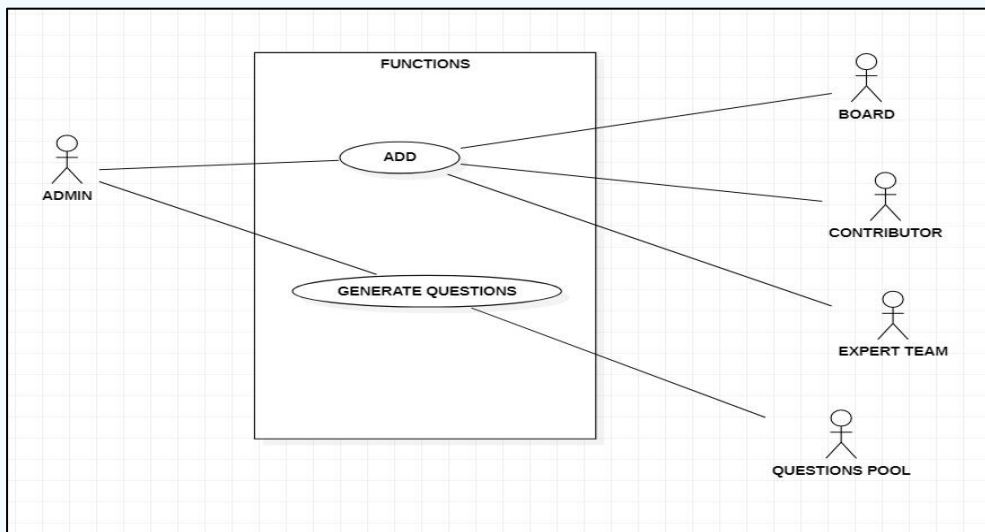 FUNCTIONS
BOARD
ADD
ADMIN
CONTRIBUTOR
GENERATE QUESTIONS
EXPERT TEAM
QUESTIONS POOL